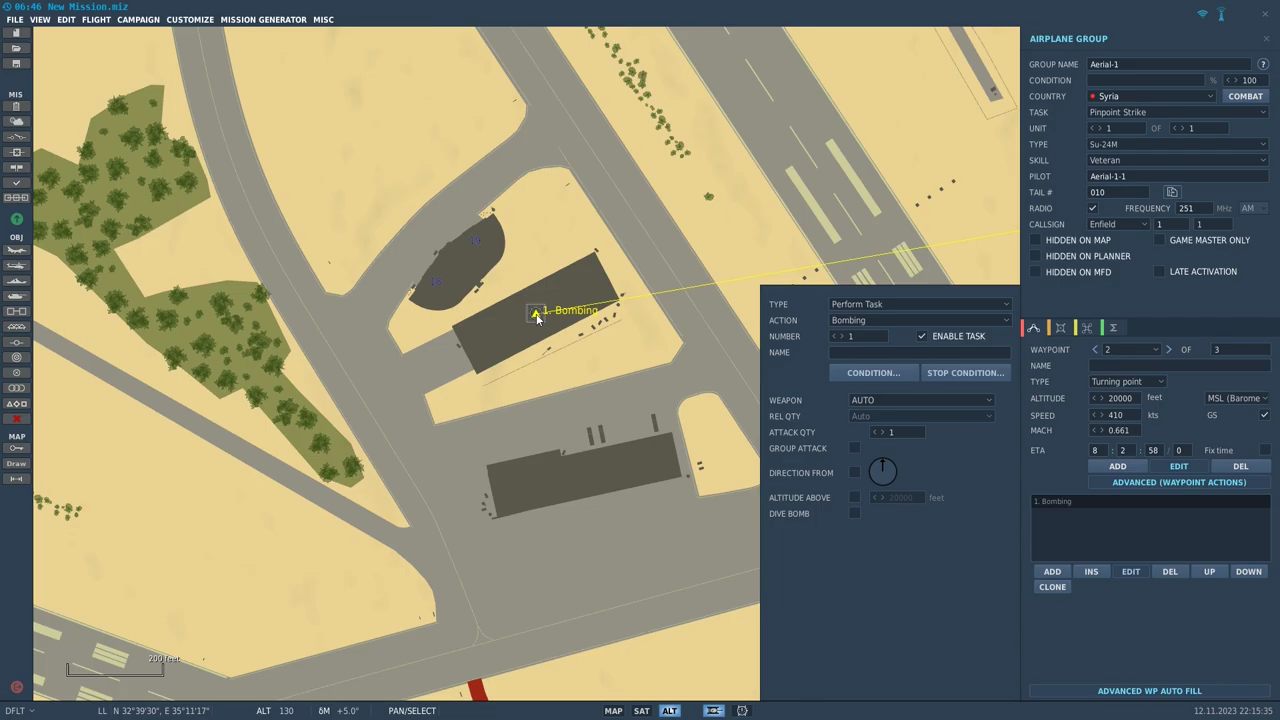 06:46 New Mission.miz
FILE VIEW EDIT FLIGHT CAMPAIGN CUSTOMIZE MISSION GENERATOR MISC
MIS
OBJ
MAP
Draw
1. Bombing
200 feet
AIRPLANE GROUP
GROUP NAME Aerial-1 ?
CONDITION % < > 100
COUNTRY Syria COMBAT
TASK Pinpoint Strike
UNIT < > 1 OF < > 1
TYPE Su-24M
SKILL Veteran
PILOT Aerial-1-1
TAIL # 010
RADIO FREQUENCY 251 MHz AM
CALLSIGN Enfield 1 1
HIDDEN ON MAP GAME MASTER ONLY
HIDDEN ON PLANNER
HIDDEN ON MFD LATE ACTIVATION
TYPE Perform Task
ACTION Bombing
NUMBER < > 1 ENABLE TASK
NAME
CONDITION... STOP CONDITION...
WEAPON AUTO
REL QTY Auto
ATTACK QTY < > 1
GROUP ATTACK
DIRECTION FROM
ALTITUDE ABOVE < > 20000 feet
DIVE BOMB
WAYPOINT < 2 > OF 3
NAME
TYPE Turning point
ALTITUDE < > 20000 feet MSL (Barome
SPEED < > 410 kts GS
MACH 0.661
ETA 8 : 2 : 58 / 0 Fix time
ADD EDIT DEL
ADVANCED (WAYPOINT ACTIONS)
1. Bombing
ADD INS EDIT DEL UP DOWN
CLONE
ADVANCED WP AUTO FILL
DFLT LL N 32°39'30", E 35°11'17" ALT 130 δM +5.0° PAN/SELECT MAP SAT ALT 12.11.2023 22:15:35